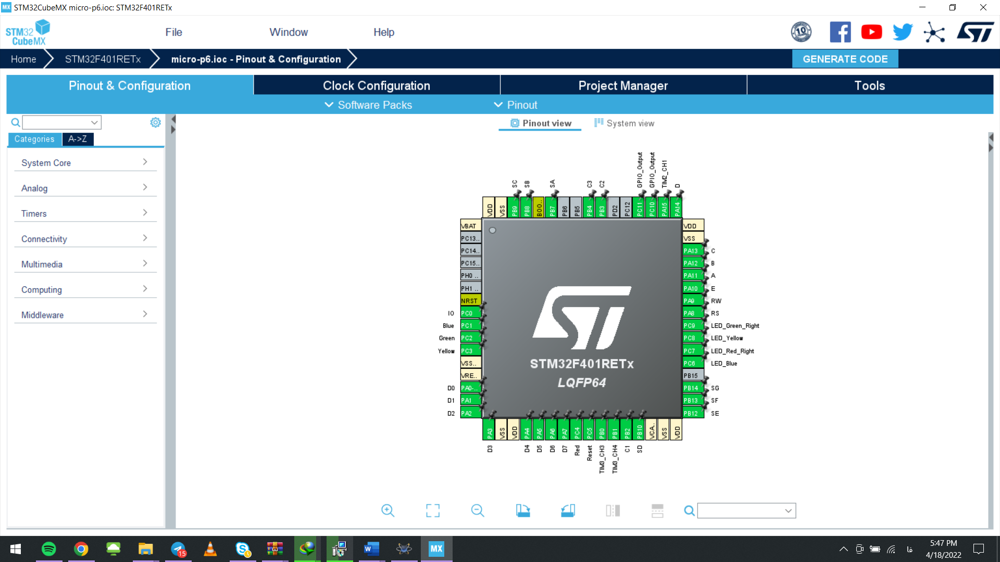 STM32CubeMX micro-p6.ioc: STM32F401RETx
STM32
CubeMX
File
Window
Help
10
Home
STM32F401RETx
micro-p6.ioc - Pinout & Configuration
GENERATE CODE
Pinout & Configuration
Clock Configuration
Project Manager
Tools
Software Packs
Pinout
Categories
A->Z
Pinout view
System view
System Core
Analog
Timers
Connectivity
Multimedia
Computing
Middleware
SC
SB
SA
C3
C2
GPIO_Output
GPIO_Output
TIM2_CH1
D
VDD
VSS
PB9
PB8
BOO..
PB7
PB6
PB5
PB4
PB3
PD2
PC12
PC11
PC10
PA15
PA14
VBAT
PC13..
PC14..
PC15..
PH0 ..
PH1 ..
NRST
IO PC0
Blue PC1
Green PC2
Yellow PC3
VSS..
VRE..
D0 PA0-..
D1 PA1
D2 PA2
VDD
VSS
PA13 C
PA12 B
PA11 A
PA10 E
PA9 RW
PA8 RS
PC9 LED_Green_Right
PC8 LED_Yellow
PC7 LED_Red_Right
PC6 LED_Blue
PB15
PB14 SG
PB13 SF
PB12 SE
ST
STM32F401RETx
LQFP64
PA3
VSS
VDD
PA4
PA5
PA6
PA7
PC4
PC5
PB0
PB1
PB2
PB10
VCA..
VSS
VDD
D3
D4
D5
D6
D7
Red
Reset
TIM3_CH3
TIM3_CH4
C1
SD
15
W
MX
فا
5:47 PM
4/18/2022